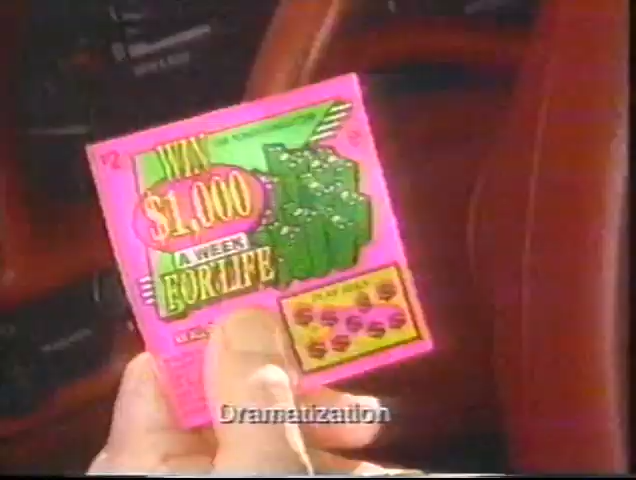 $2
WIN
$1,000
A WEEK
FOR LIFE
PLAY AREA
Dramatization